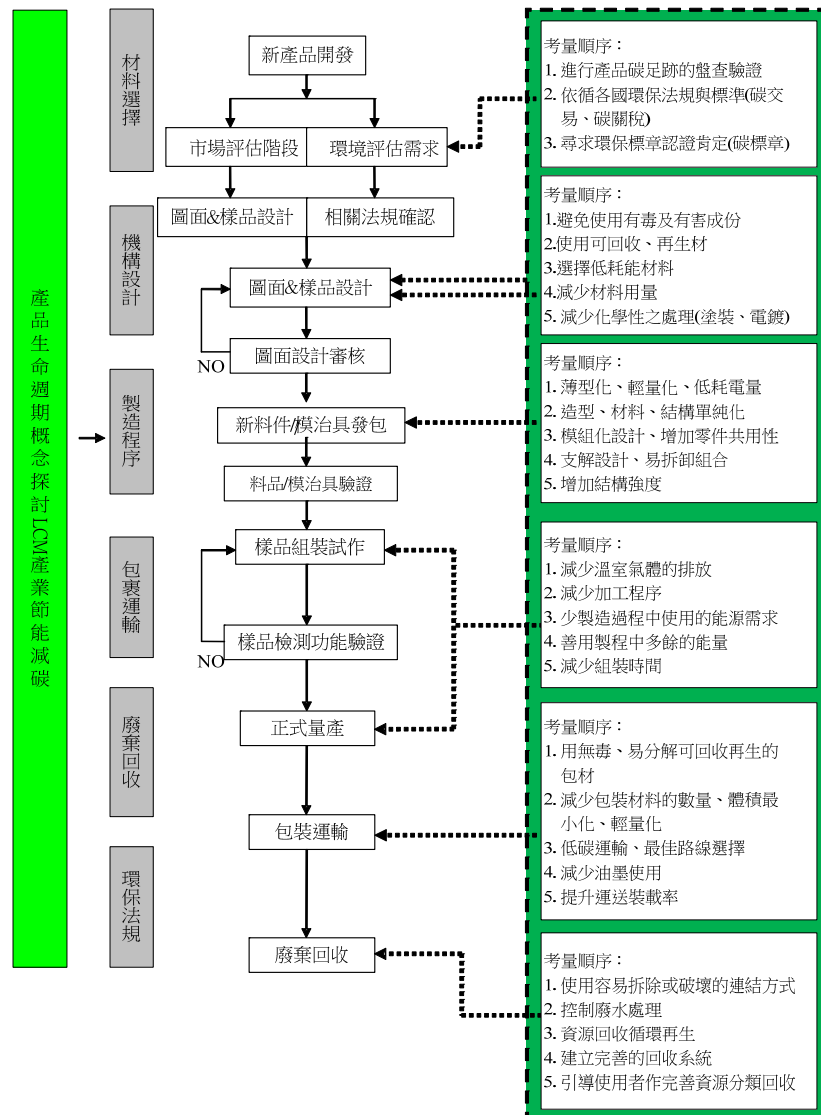 產品生命週期概念探討LCM產業節能減碳
材料選擇
機構設計
製造程序
包裹運輸
廢棄回收
環保法規
新產品開發
市場評估階段
環境評估需求
圖面&樣品設計
相關法規確認
圖面&樣品設計
NO
圖面設計審核
新料件/模治具發包
料品/模治具驗證
樣品組裝試作
NO
樣品檢測功能驗證
正式量產
包裝運輸
廢棄回收
考量順序：
1. 進行產品碳足跡的盤查驗證
2. 依循各國環保法規與標準(碳交
易、碳關稅)
3. 尋求環保標章認證肯定(碳標章)
考量順序：
1.避免使用有毒及有害成份
2.使用可回收、再生材
3.選擇低耗能材料
4.減少材料用量
5. 減少化學性之處理(塗裝、電鍍)
考量順序：
1. 薄型化、輕量化、低耗電量
2. 造型、材料、結構單純化
3. 模組化設計、增加零件共用性
4. 支解設計、易拆卸組合
5. 增加結構強度
考量順序：
1. 減少溫室氣體的排放
2. 減少加工程序
3. 少製造過程中使用的能源需求
4. 善用製程中多餘的能量
5. 減少組裝時間
考量順序：
1. 用無毒、易分解可回收再生的
包材
2. 減少包裝材料的數量、體積最
小化、輕量化
3. 低碳運輸、最佳路線選擇
4. 減少油墨使用
5. 提升運送裝載率
考量順序：
1. 使用容易拆除或破壞的連結方式
2. 控制廢水處理
3. 資源回收循環再生
4. 建立完善的回收系統
5. 引導使用者作完善資源分類回收